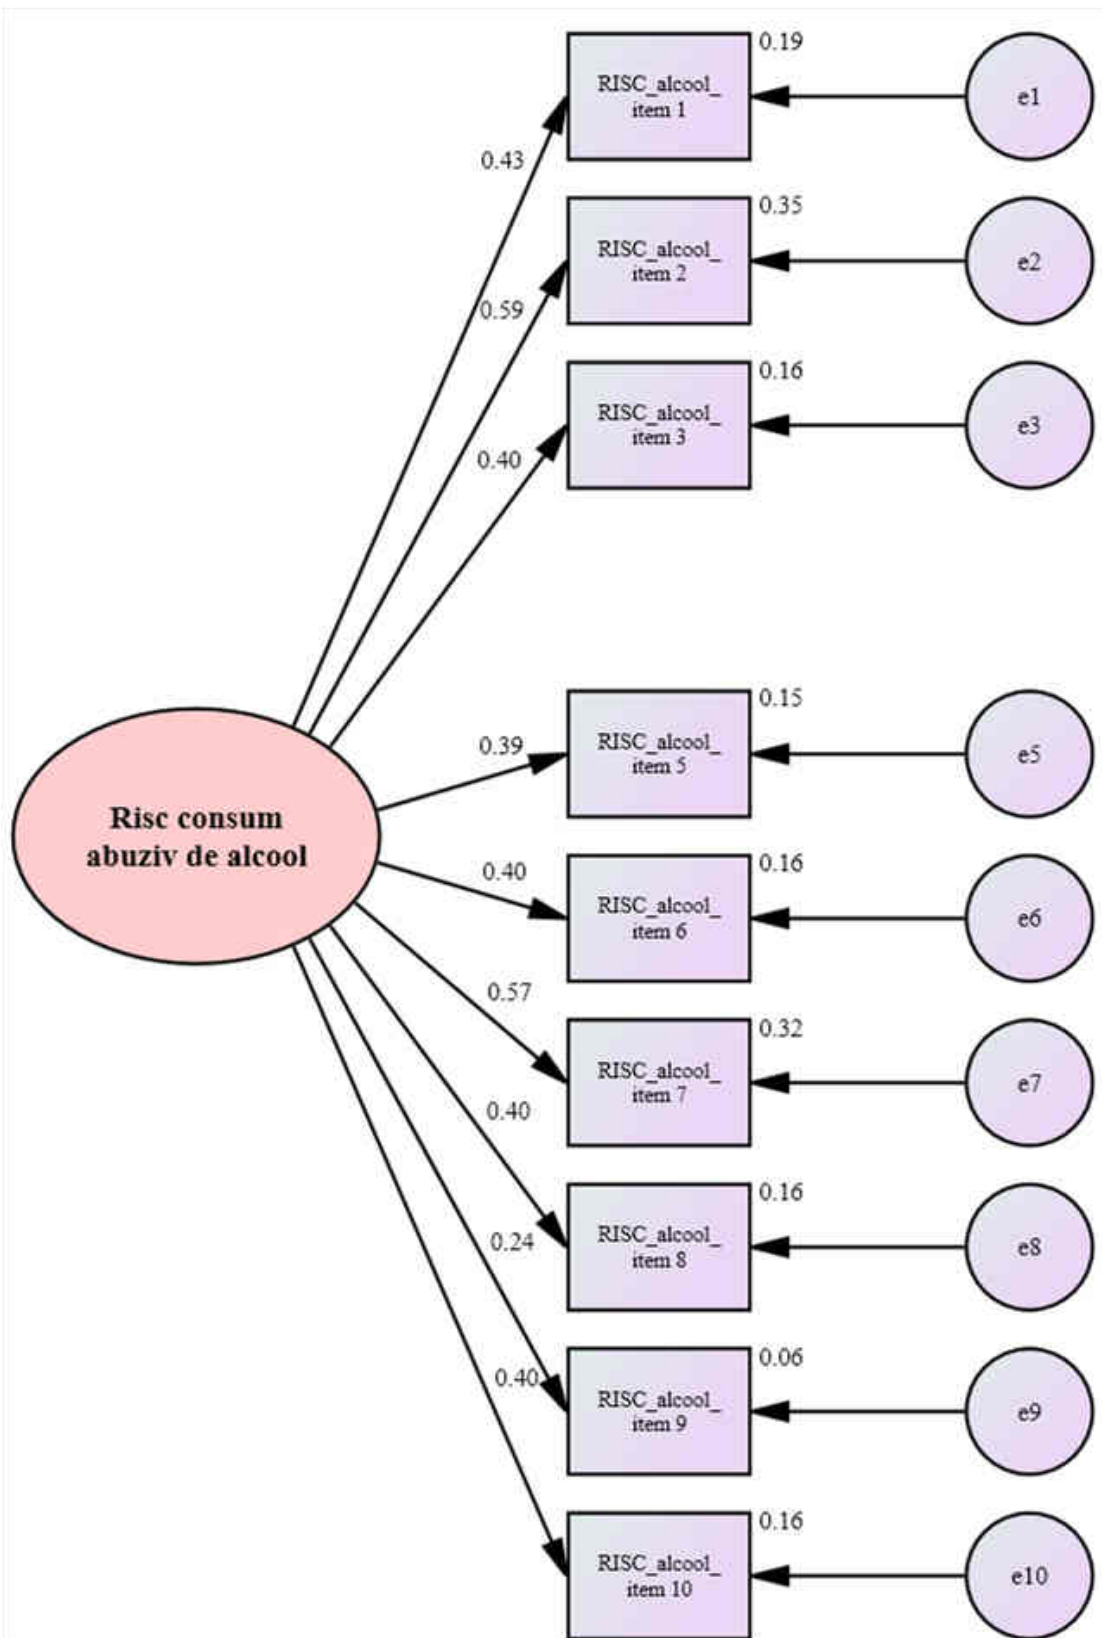 0.19
RISC_alcool_
item 1
e1
0.43
0.35
RISC_alcool_
item 2
e2
0.59
0.16
RISC_alcool_
item 3
e3
0.40
0.15
RISC_alcool_
item 5
e5
0.39
Risc consum
abuziv de alcool
0.16
RISC_alcool_
item 6
e6
0.40
0.32
RISC_alcool_
item 7
e7
0.57
0.16
RISC_alcool_
item 8
e8
0.40
0.06
RISC_alcool_
item 9
e9
0.24
0.16
RISC_alcool_
item 10
e10
0.40